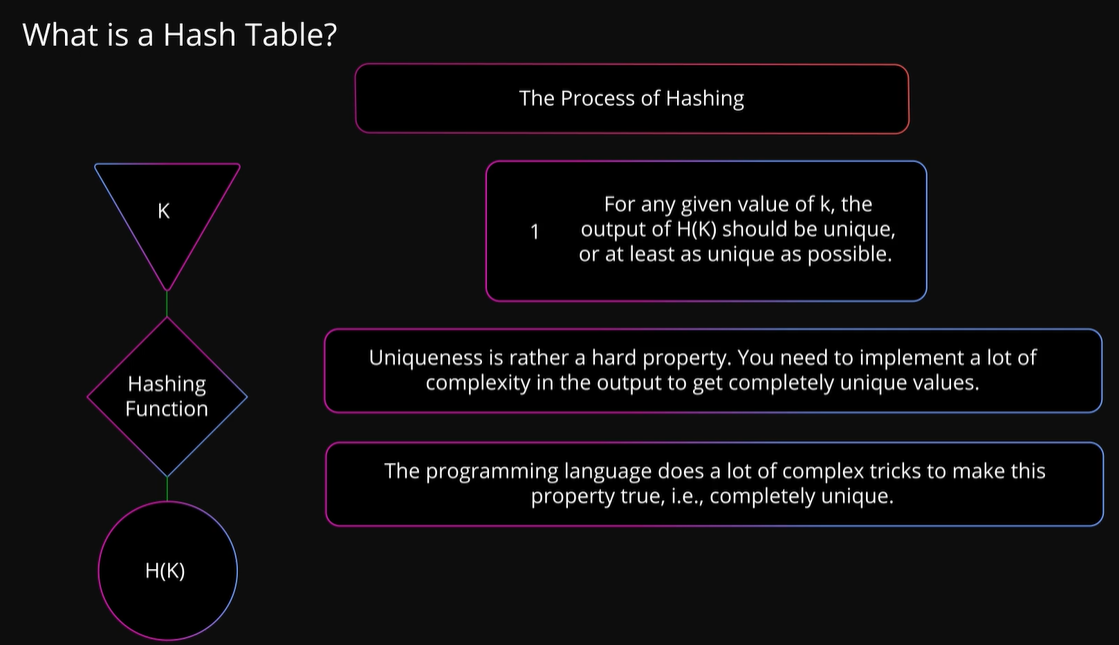 What is a Hash Table?
The Process of Hashing
K
1
For any given value of k, the
output of H(K) should be unique,
or at least as unique as possible.
Hashing
Function
Uniqueness is rather a hard property. You need to implement a lot of
complexity in the output to get completely unique values.
The programming language does a lot of complex tricks to make this
property true, i.e., completely unique.
H(K)